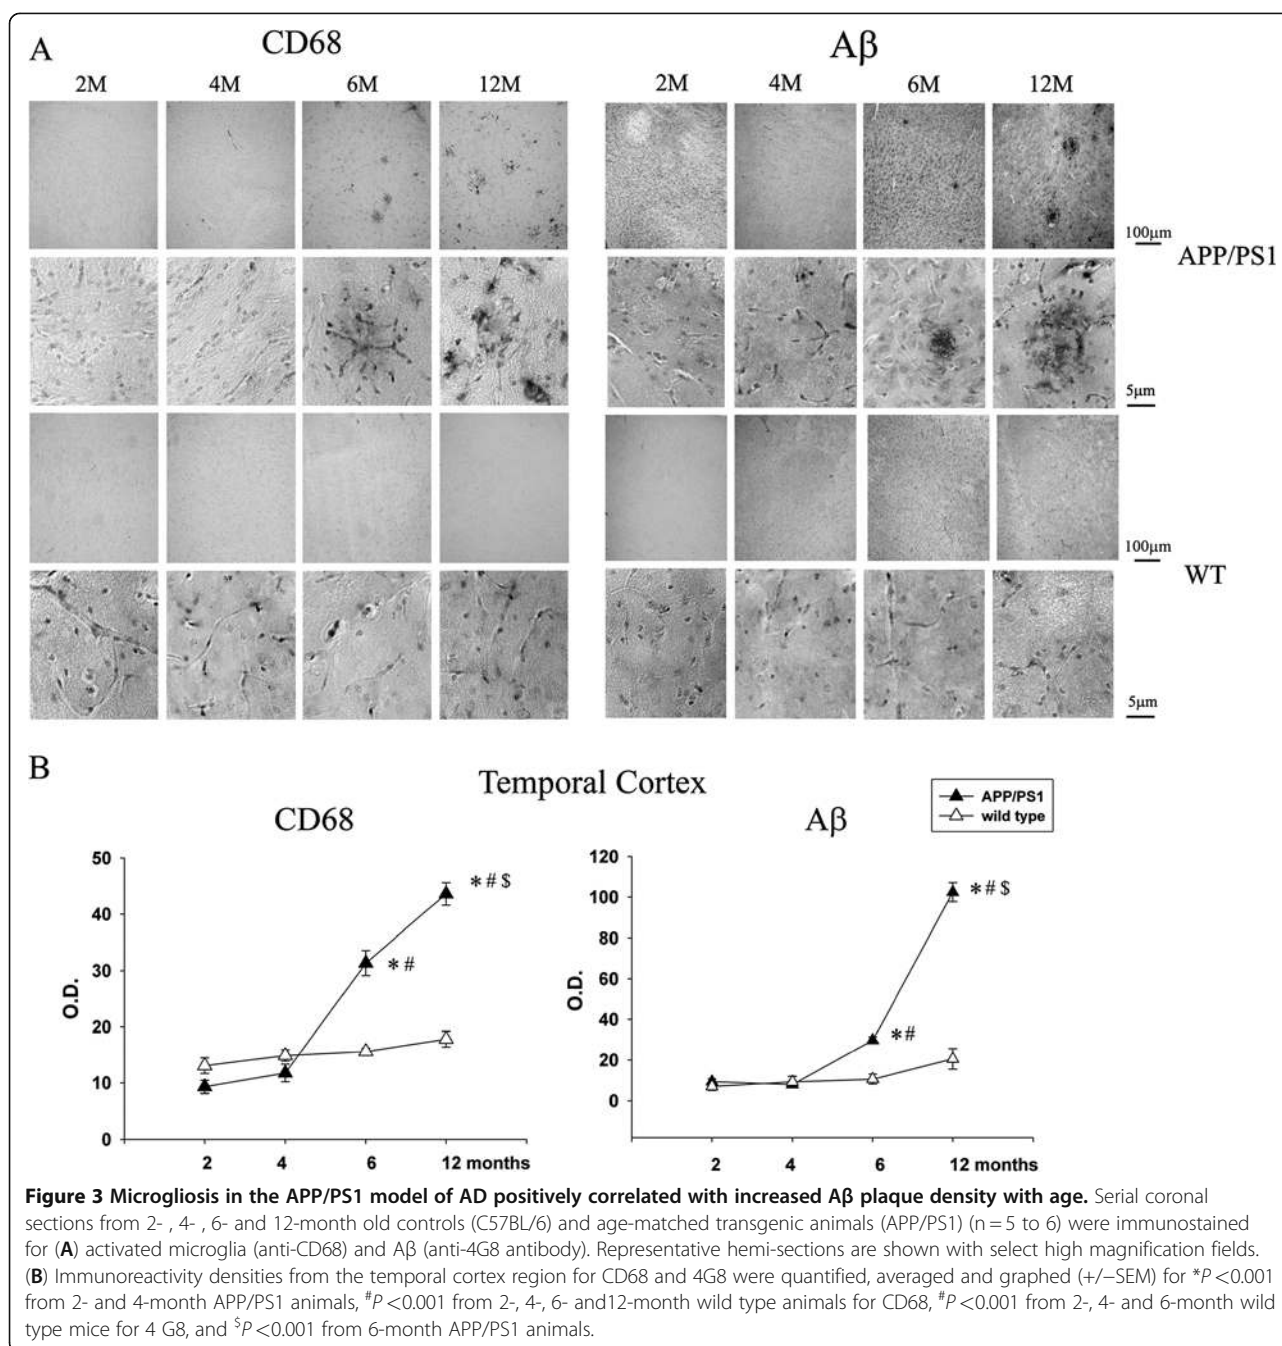 A
CD68
Aβ
2M 4M 6M 12M
2M 4M 6M 12M
100μm
APP/PS1
5μm
100μm
WT
5μm
B
Temporal Cortex
APP/PS1
wild type
CD68
Aβ
50
40
30
20
10
0
O.D.
*#$
*#
2 4 6 12 months
120
100
80
60
40
20
0
O.D.
*#$
*#
2 4 6 12 months
Figure 3 Microgliosis in the APP/PS1 model of AD positively correlated with increased Aβ plaque density with age. Serial coronal
sections from 2- , 4- , 6- and 12-month old controls (C57BL/6) and age-matched transgenic animals (APP/PS1) (n = 5 to 6) were immunostained
for (A) activated microglia (anti-CD68) and Aβ (anti-4G8 antibody). Representative hemi-sections are shown with select high magnification fields.
(B) Immunoreactivity densities from the temporal cortex region for CD68 and 4G8 were quantified, averaged and graphed (+/−SEM) for *P <0.001
from 2- and 4-month APP/PS1 animals, #P <0.001 from 2-, 4-, 6- and12-month wild type animals for CD68, #P <0.001 from 2-, 4- and 6-month wild
type mice for 4 G8, and $P <0.001 from 6-month APP/PS1 animals.